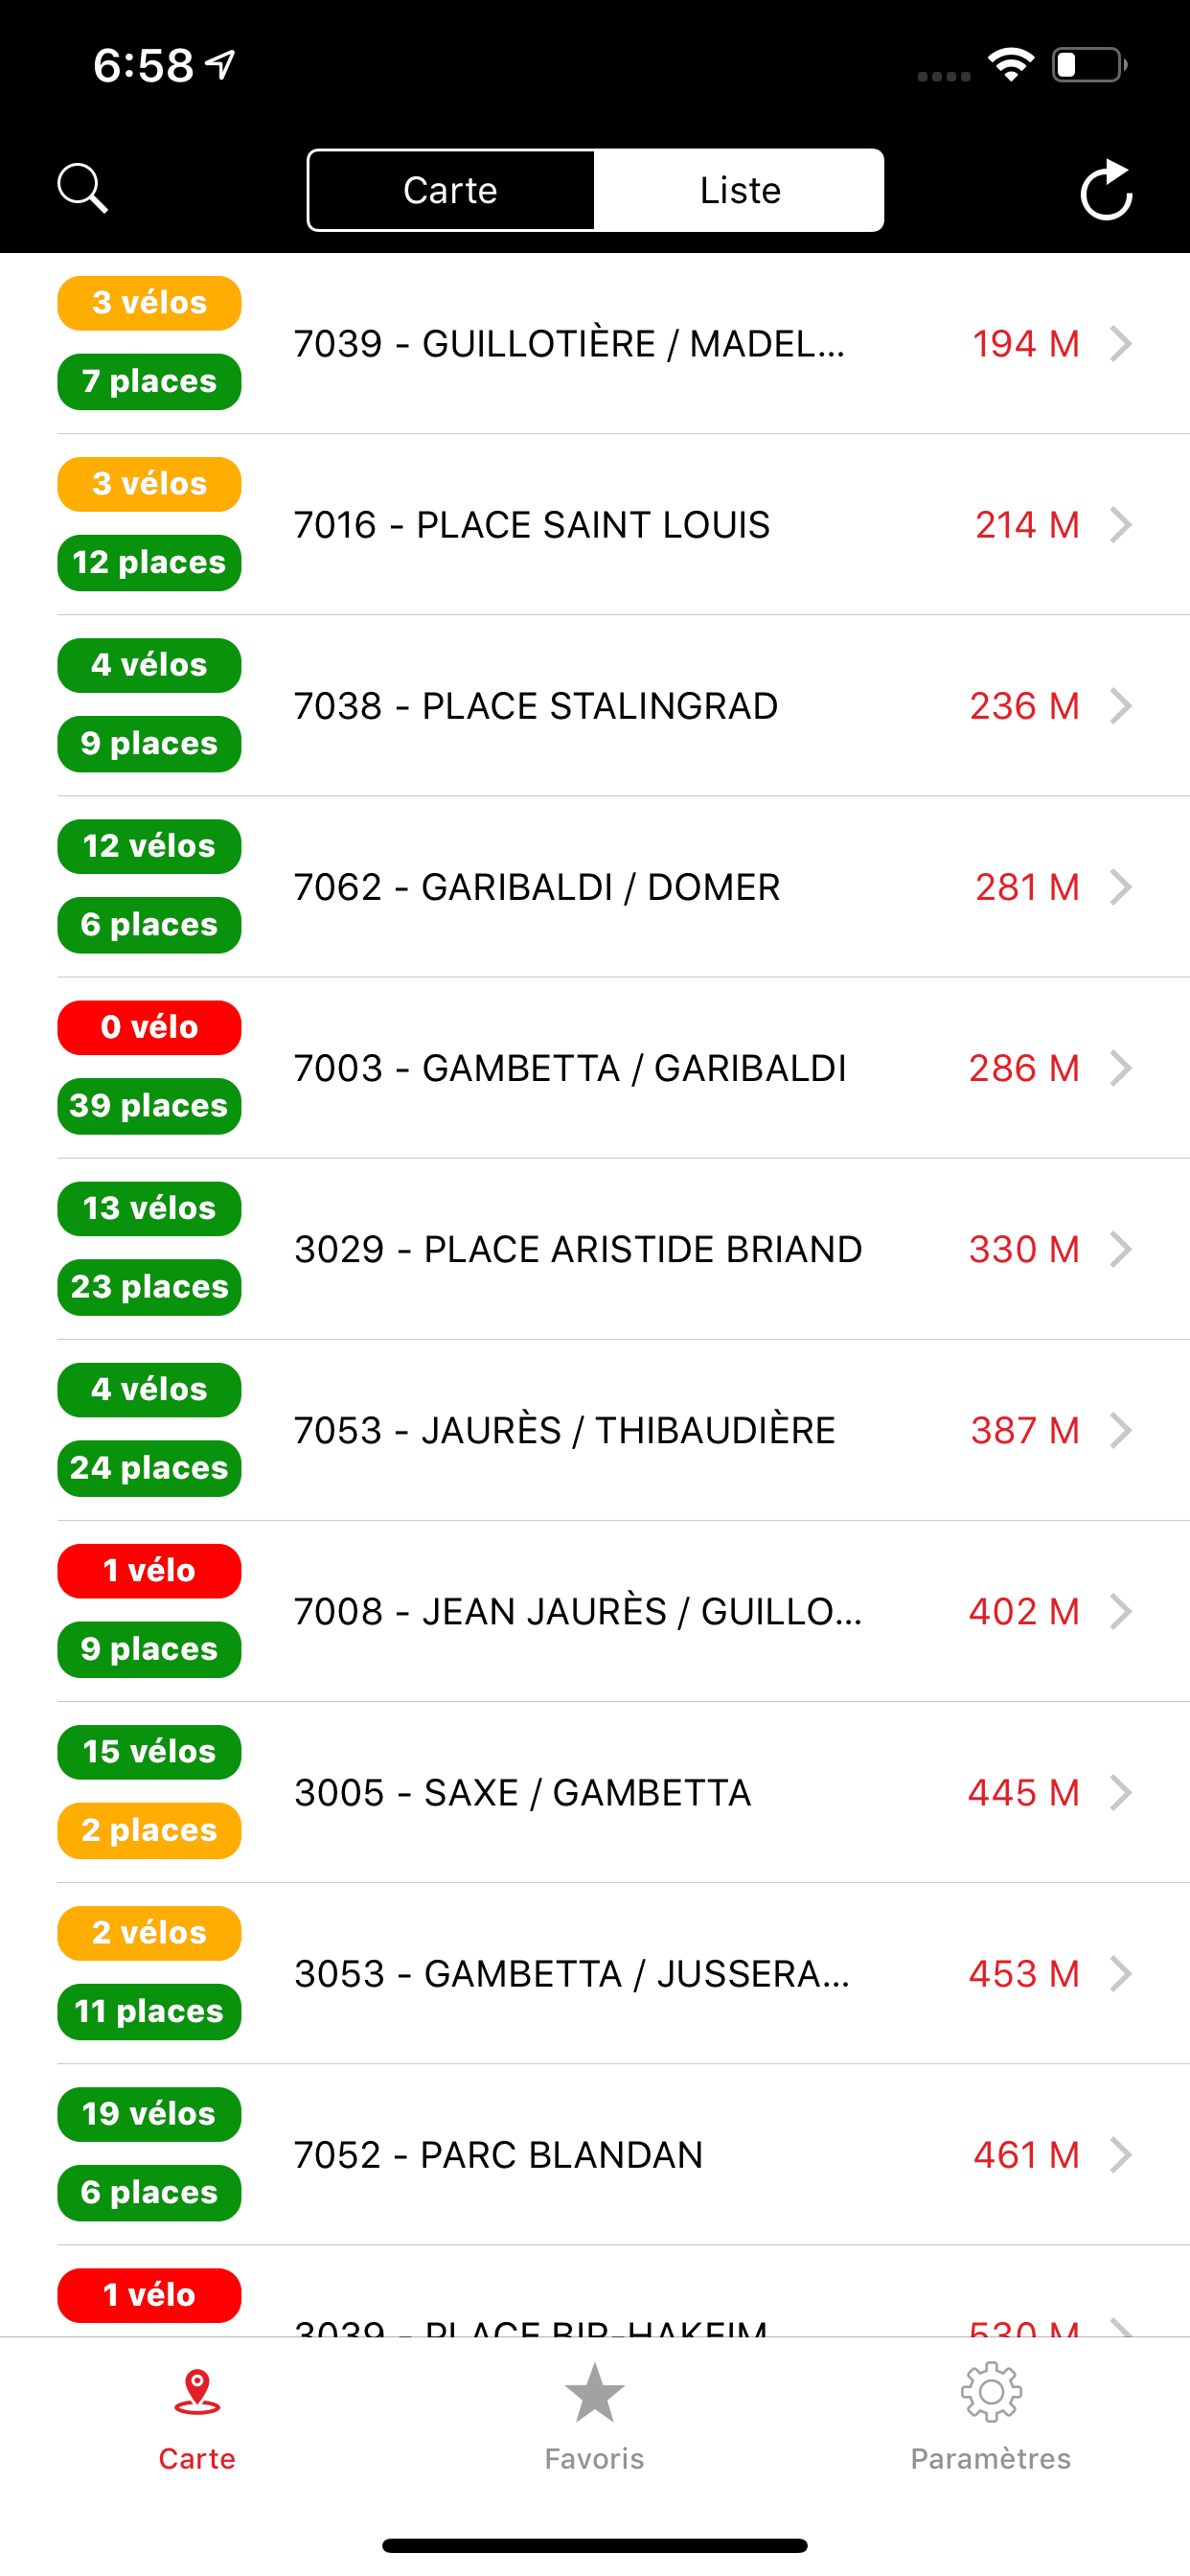 6:58
Carte Liste
3 vélos
7039 - GUILLOTIÈRE / MADEL... 194 M
7 places
3 vélos
7016 - PLACE SAINT LOUIS 214 M
12 places
4 vélos
7038 - PLACE STALINGRAD 236 M
9 places
12 vélos
7062 - GARIBALDI / DOMER 281 M
6 places
0 vélo
7003 - GAMBETTA / GARIBALDI 286 M
39 places
13 vélos
3029 - PLACE ARISTIDE BRIAND 330 M
23 places
4 vélos
7053 - JAURÈS / THIBAUDIÈRE 387 M
24 places
1 vélo
7008 - JEAN JAURÈS / GUILLO... 402 M
9 places
15 vélos
3005 - SAXE / GAMBETTA 445 M
2 places
2 vélos
3053 - GAMBETTA / JUSSERA... 453 M
11 places
19 vélos
7052 - PARC BLANDAN 461 M
6 places
1 vélo
3039 - PLACE BIR-HAKEIM 530 M
Carte Favoris Paramètres